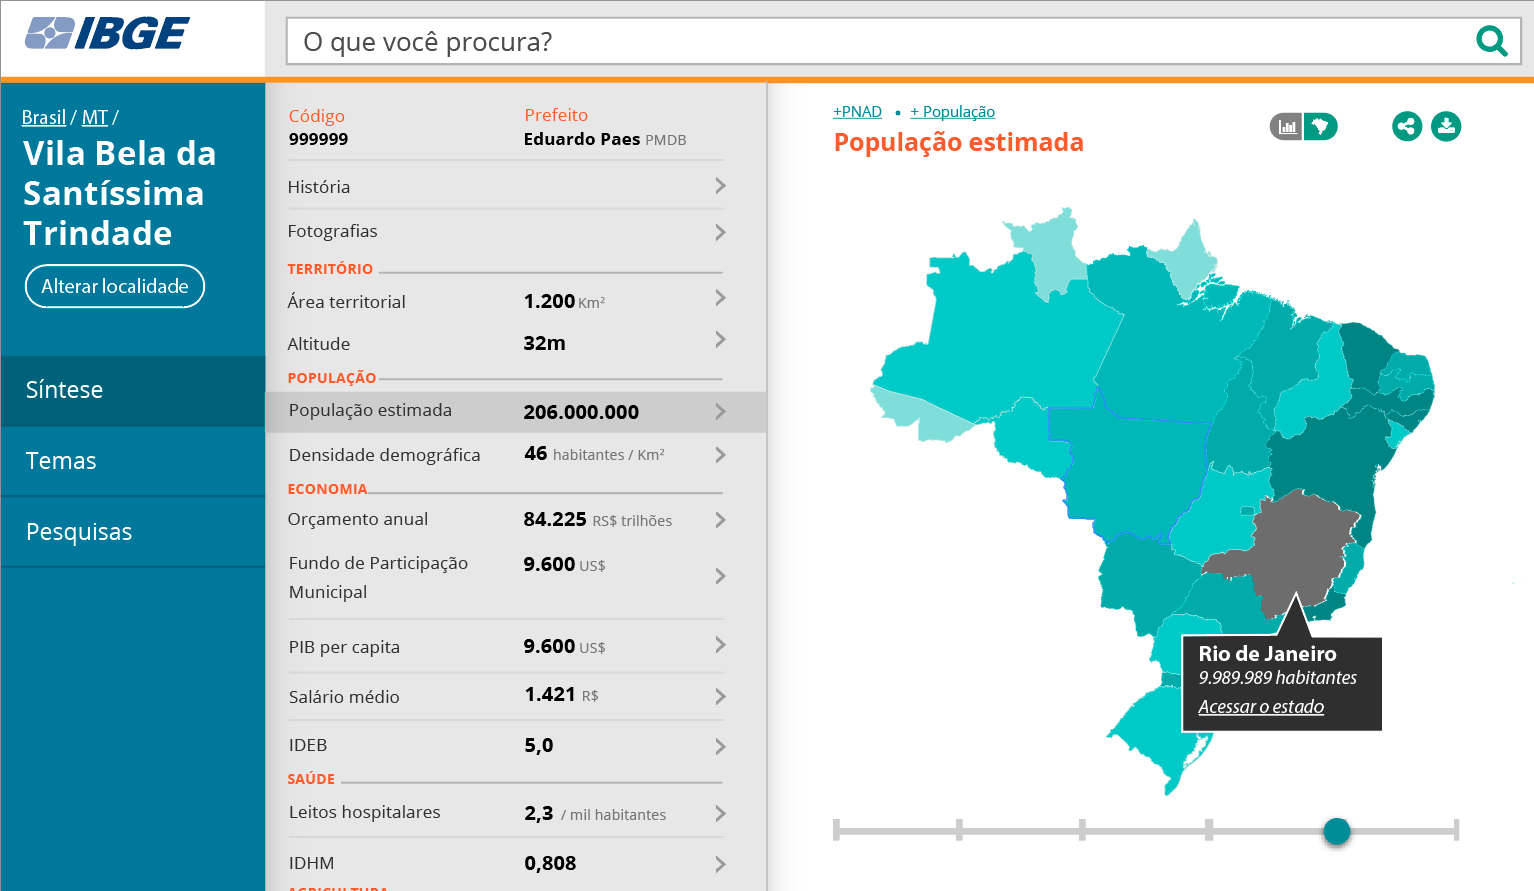 IBGE
O que você procura?
Brasil / MT /
Vila Bela da
Santíssima
Trindade
Alterar localidade
Síntese
Temas
Pesquisas
Código
999999
Prefeito
Eduardo Paes PMDB
História
Fotografias
TERRITÓRIO
Área territorial 1.200 Km²
Altitude 32m
POPULAÇÃO
População estimada 206.000.000
Densidade demográfica 46 habitantes / Km²
ECONOMIA
Orçamento anual 84.225 RS$ trilhões
Fundo de Participação
Municipal
9.600 US$
PIB per capita 9.600 US$
Salário médio 1.421 R$
IDEB 5,0
SAÚDE
Leitos hospitalares 2,3 / mil habitantes
IDHM 0,808
AGRICULTURA
+PNAD • + População
População estimada
Rio de Janeiro
9.989.989 habitantes
Acessar o estado